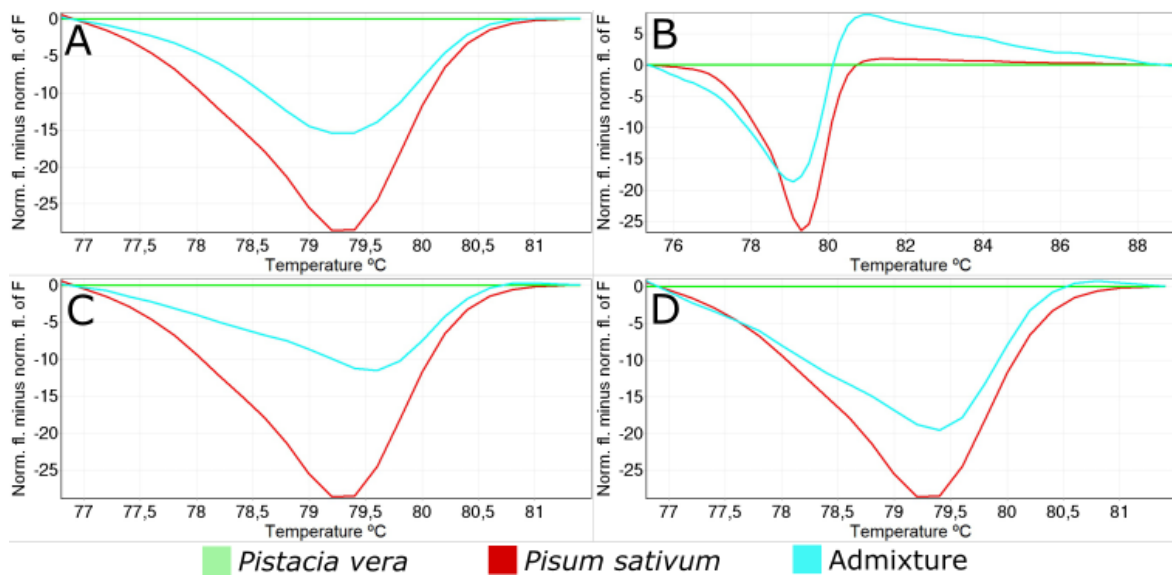 A
Norm. fl. minus norm. fl. of F
0
-5
-10
-15
-20
-25
77 77,5 78 78,5 79 79,5 80 80,5 81
Temperature ºC
B
Norm. fl. minus norm. fl. of F
5
0
-5
-10
-15
-20
-25
76 78 80 82 84 86 88
Temperature ºC
C
Norm. fl. minus norm. fl. of F
0
-5
-10
-15
-20
-25
77 77,5 78 78,5 79 79,5 80 80,5 81
Temperature ºC
D
Norm. fl. minus norm. fl. of F
0
-5
-10
-15
-20
-25
77 77,5 78 78,5 79 79,5 80 80,5 81
Temperature ºC
Pistacia vera Pisum sativum Admixture